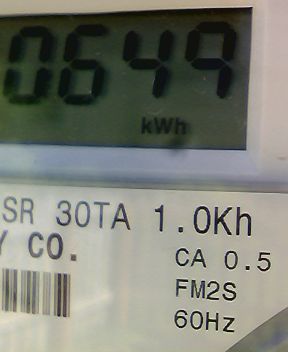 0649
kWh
SR 30TA 1.0Kh
Y CO.
CA 0.5
FM2S
60Hz